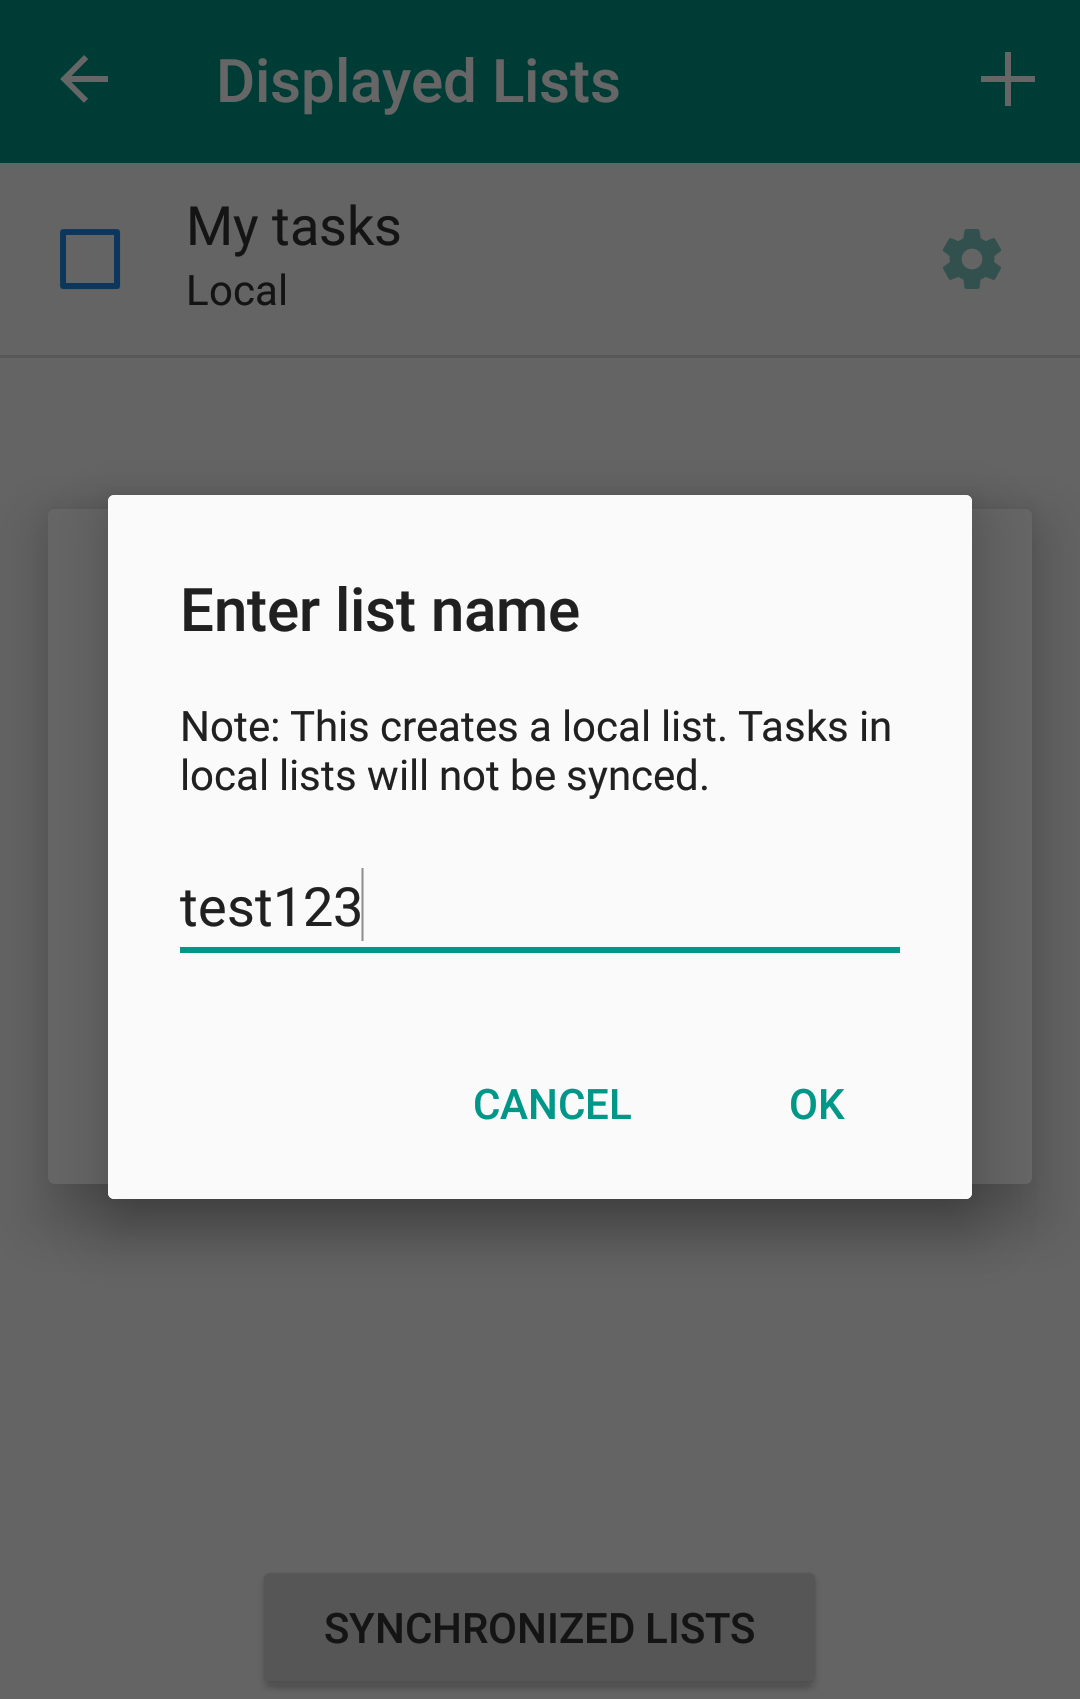 Displayed Lists
My tasks
Local
Enter list name
Note: This creates a local list. Tasks in
local lists will not be synced.
test123
CANCEL OK
SYNCHRONIZED LISTS